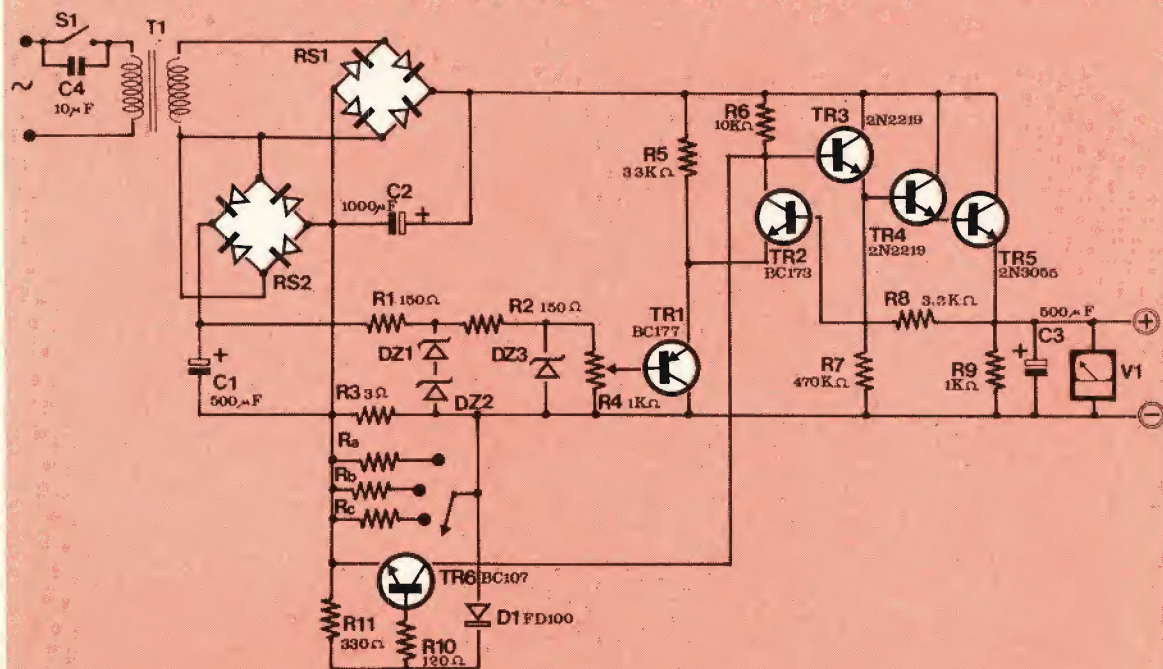 S1
T1
C4
10µF
~
RS1
RS2
C2
1000µF
+
R1 150Ω
R2 150Ω
DZ1
DZ2
DZ3
+
C1
500µF
R3 3Ω
R4 1KΩ
Ra
Rb
Rc
TR1
BC177
R5
33KΩ
R6
10KΩ
TR3
2N2219
TR2
BC173
TR4
2N2219
TR5
2N3055
R8 3.3KΩ
R7
470KΩ
R9
1KΩ
500µF
C3
+
V1
+
−
TR6 BC107
R11
330Ω
R10
120Ω
D1 FD100